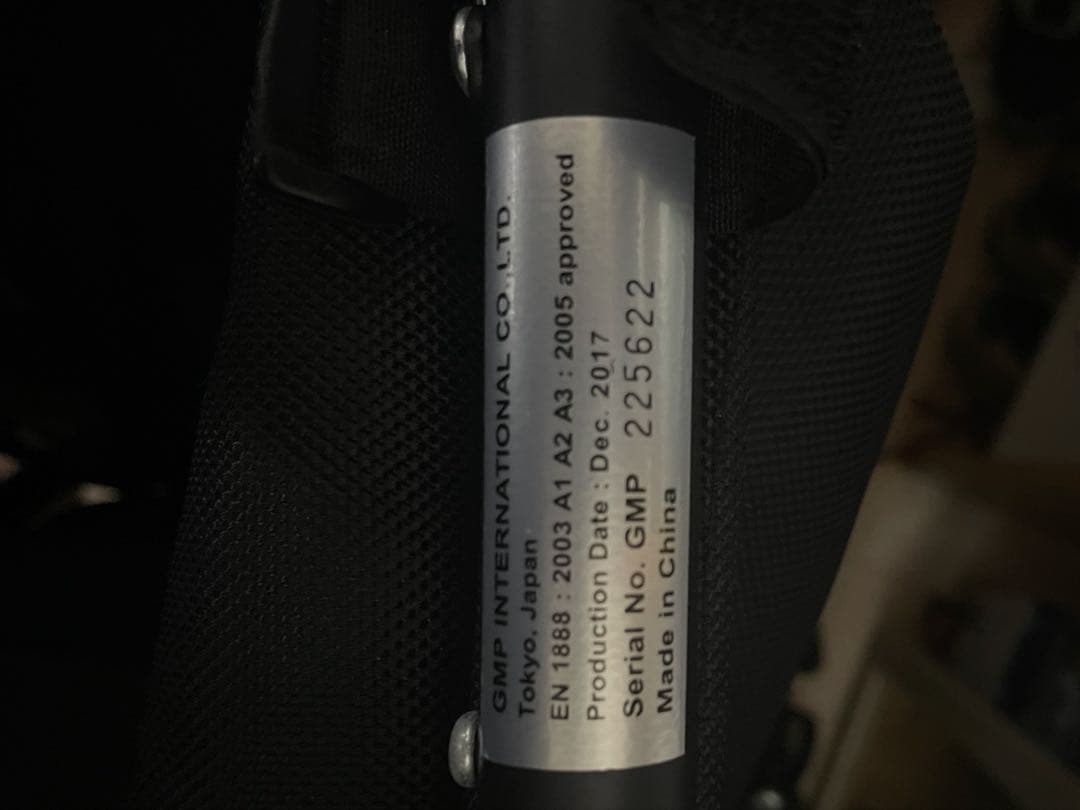 GMP INTERNATIONAL CO.,LTD.
Tokyo, Japan
EN 1888 : 2003 A1 A2 A3 : 2005 approved
Production Date : Dec. 2017
Serial No. GMP 225622
Made in China